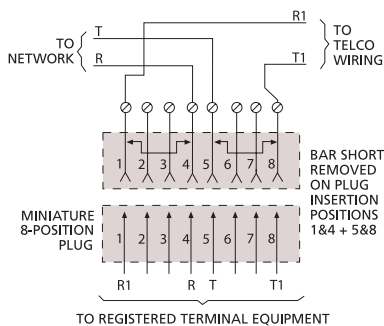 R1
TO
TELCO
WIRING
T
TO
NETWORK
R
T1
1 2 3 4 5 6 7 8
BAR SHORT
REMOVED
ON PLUG
INSERTION
POSITIONS
1&4 + 5&8
MINIATURE
8-POSITION
PLUG
1 2 3 4 5 6 7 8
R1 R T T1
TO REGISTERED TERMINAL EQUIPMENT